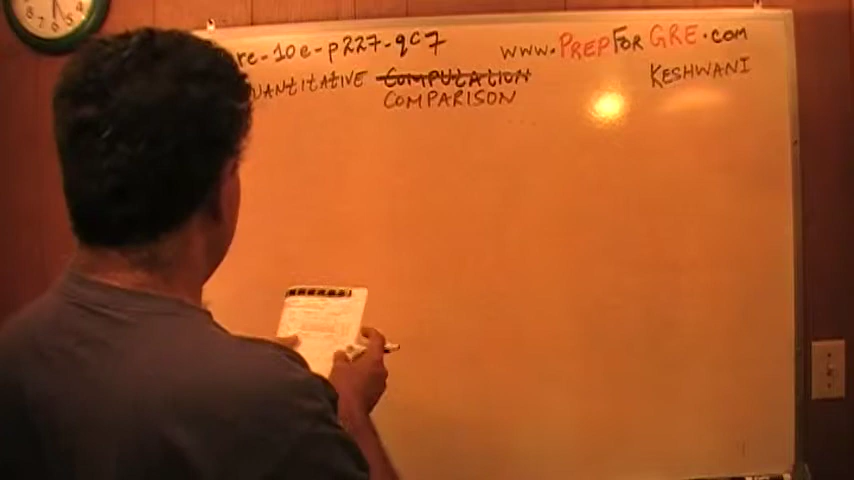 re-10e-p227-qc7
www.PREPFORGRE.com
QUANTITATIVE COMPUTATION
COMPARISON
KESHWANI